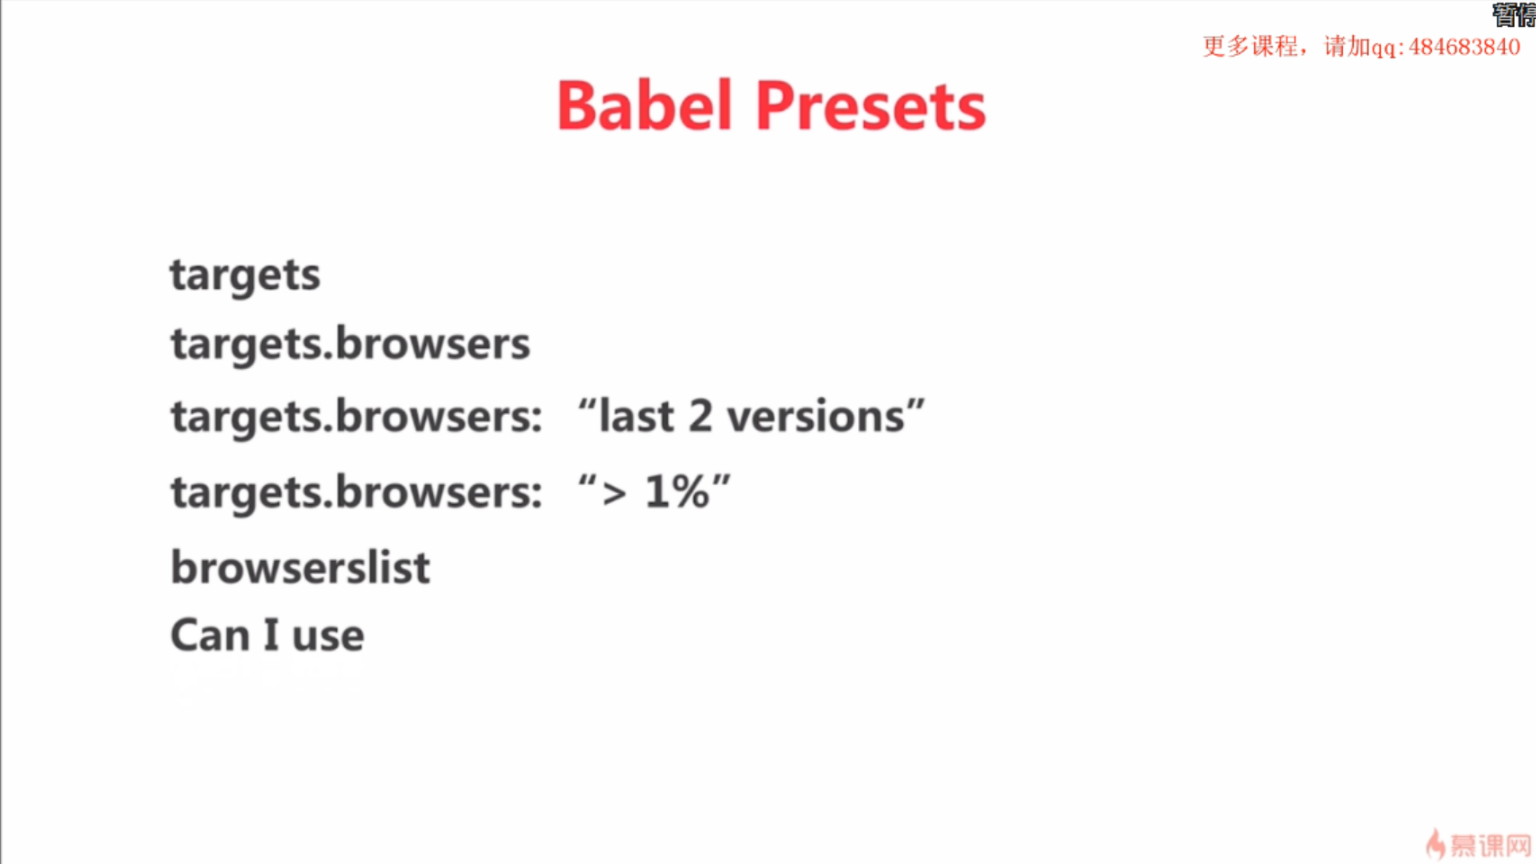 暂停
更多课程，请加qq:484683840
Babel Presets
targets
targets.browsers
targets.browsers: “last 2 versions”
targets.browsers: “> 1%”
browserslist
Can I use
慕课网